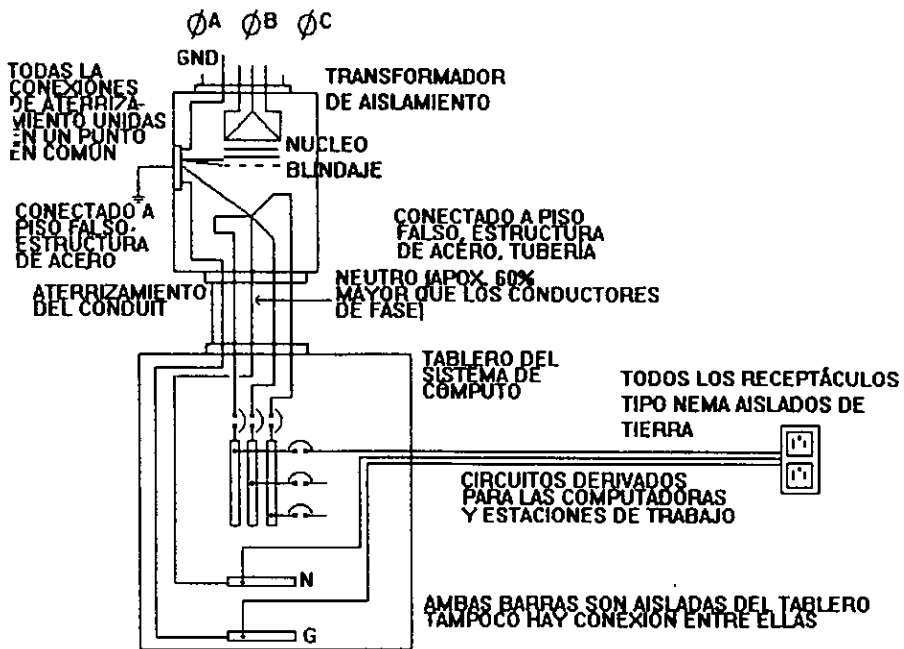 ØA ØB ØC
GND
TODAS LA
CONEXIONES
DE ATERRIZA-
MIENTO UNIDAS
EN UN PUNTO
EN COMÚN
TRANSFORMADOR
DE AISLAMIENTO
NUCLEO
BLINDAJE
CONECTADO A
PISO FALSO,
ESTRUCTURA
DE ACERO
CONECTADO A PISO
FALSO, ESTRUCTURA
DE ACERO, TUBERÍA
ATERRIZAMIENTO
DEL CONDUIT
NEUTRO (APOX. 60%
MAYOR QUE LOS CONDUCTORES
DE FASE)
TABLERO DEL
SISTEMA DE
COMPUTO
TODOS LOS RECEPTÁCULOS
TIPO NEMA AISLADOS DE
TIERRA
CIRCUITOS DERIVADOS
PARA LAS COMPUTADORAS
Y ESTACIONES DE TRABAJO
N
G
AMBAS BARRAS SON AISLADAS DEL TABLERO
TAMPOCO HAY CONEXION ENTRE ELLAS